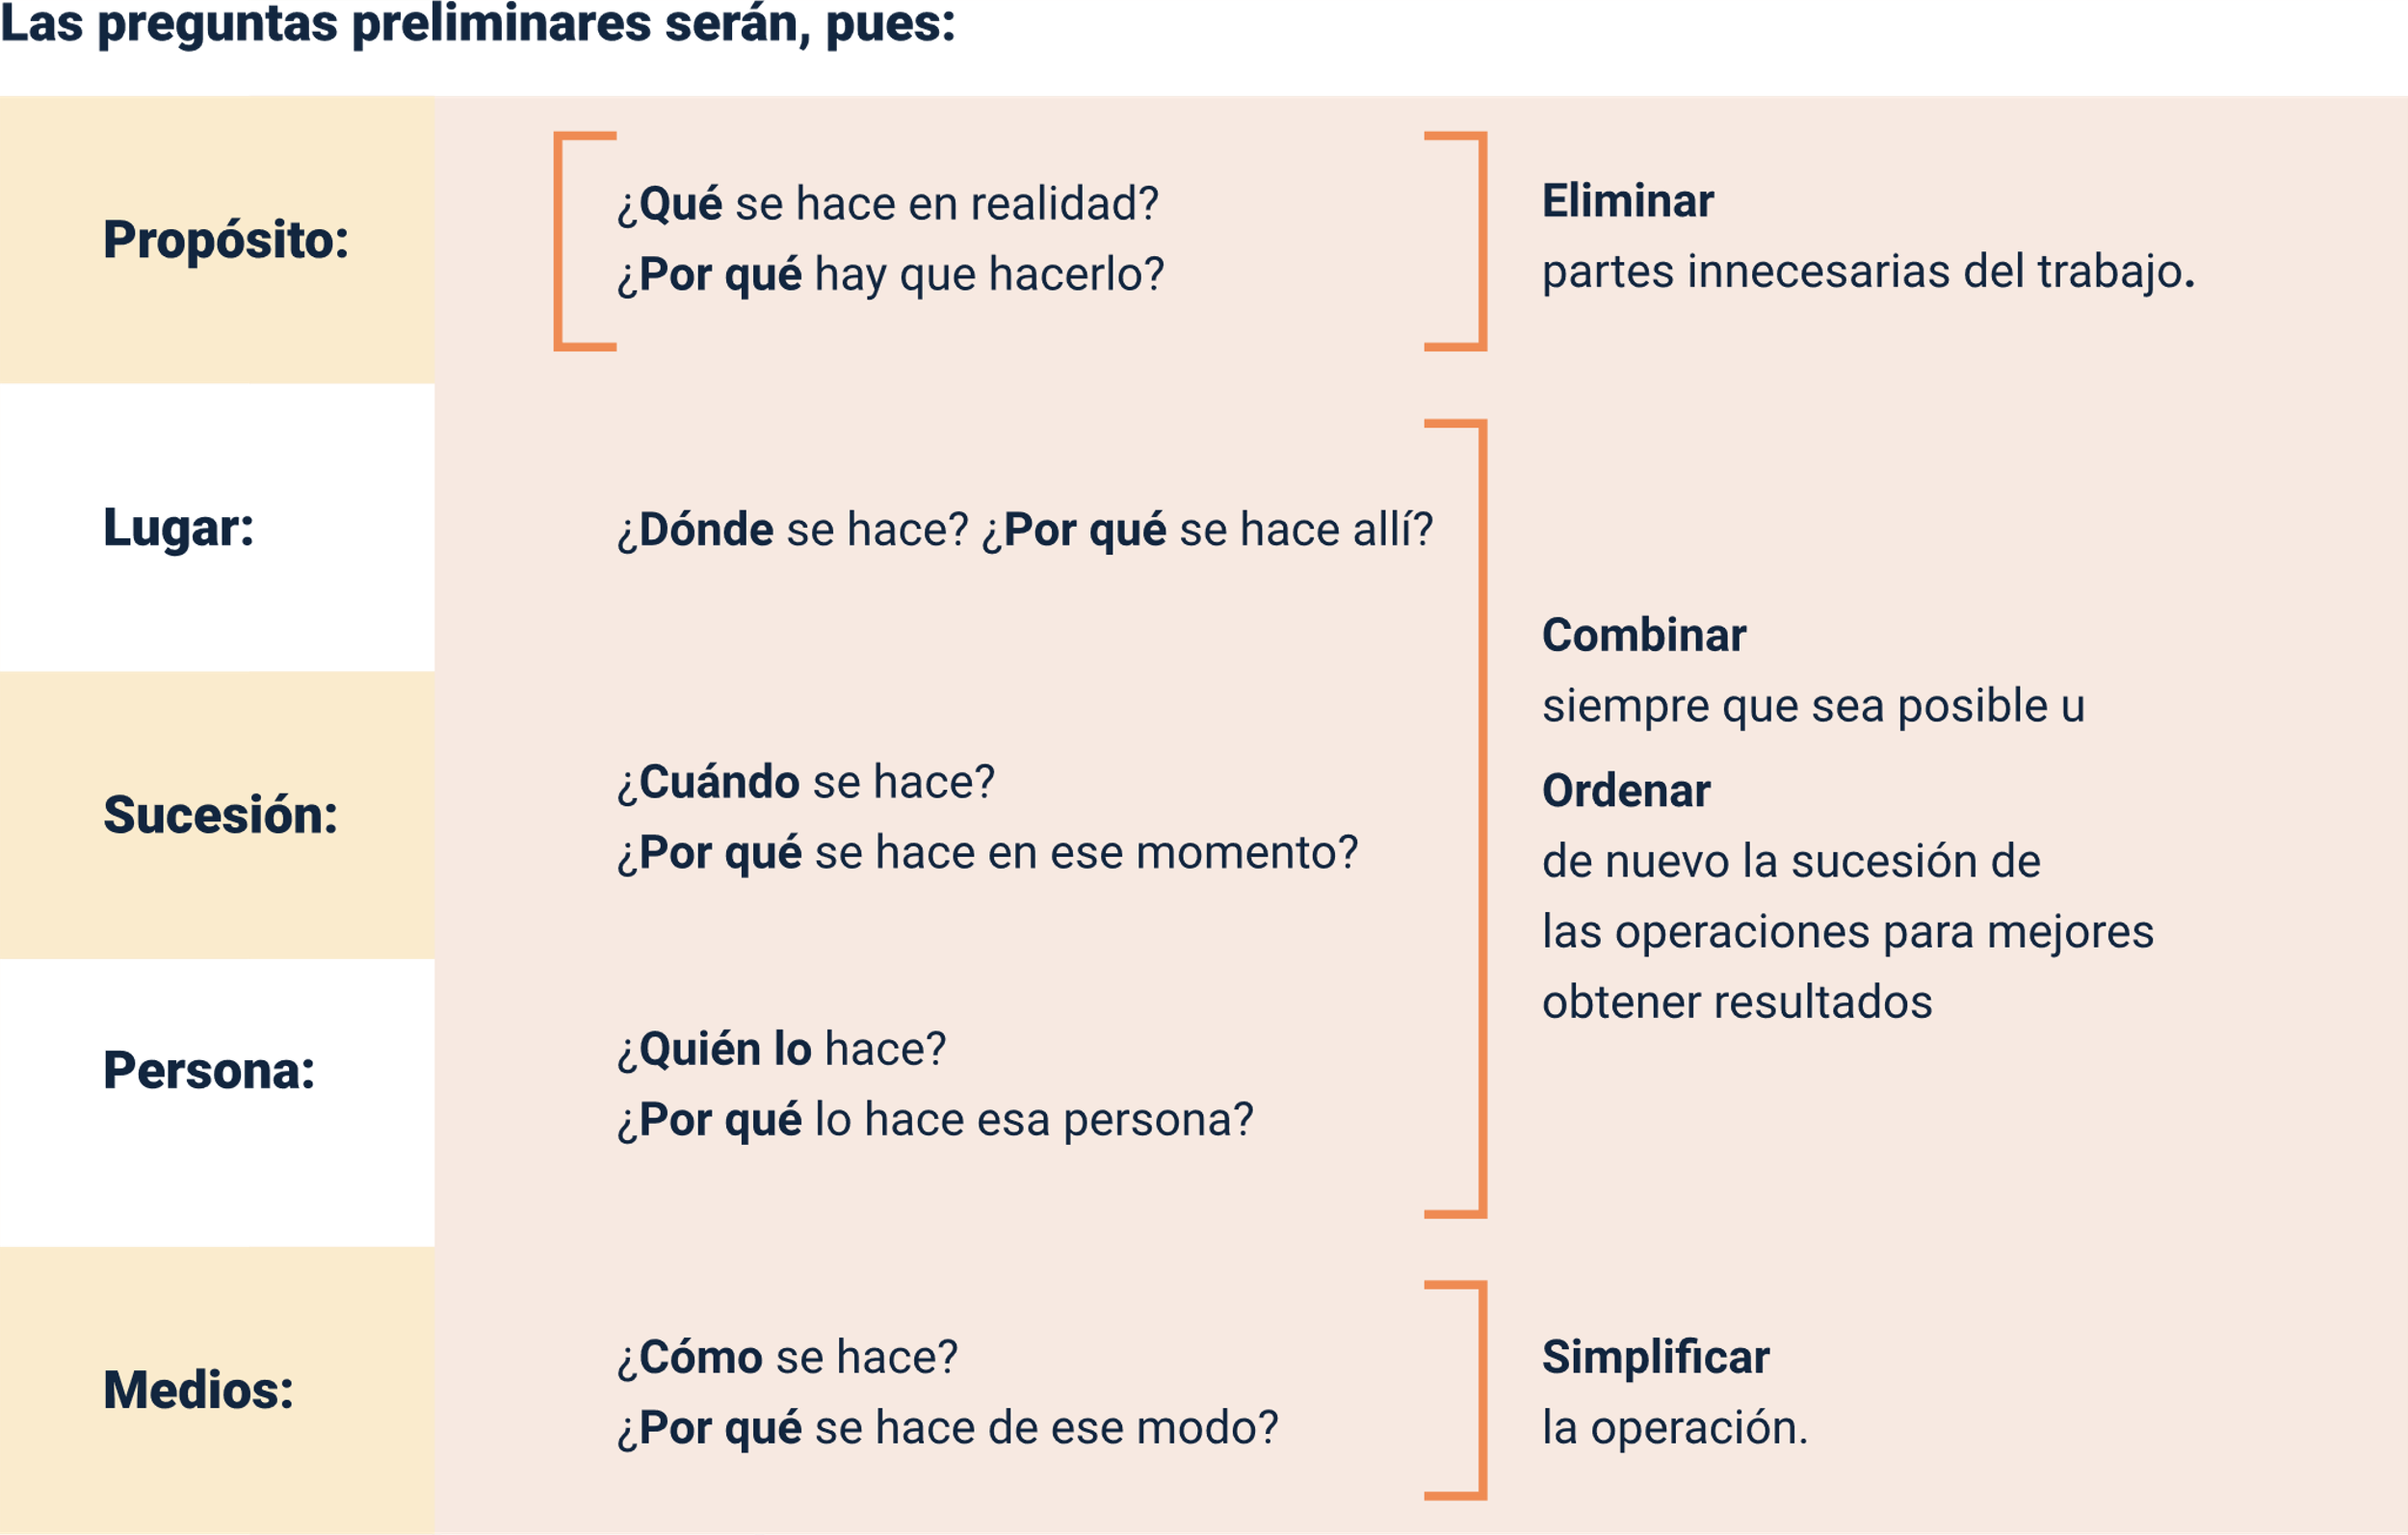 Las preguntas preliminares serán, pues:
Propósito:
¿Qué se hace en realidad?
¿Por qué hay que hacerlo?
Eliminar
partes innecesarias del trabajo.
Lugar:
¿Dónde se hace? ¿Por qué se hace allí?
Sucesión:
¿Cuándo se hace?
¿Por qué se hace en ese momento?
Persona:
¿Quién lo hace?
¿Por qué lo hace esa persona?
Combinar
siempre que sea posible u
Ordenar
de nuevo la sucesión de
las operaciones para mejores
obtener resultados
Medios:
¿Cómo se hace?
¿Por qué se hace de ese modo?
Simplificar
la operación.